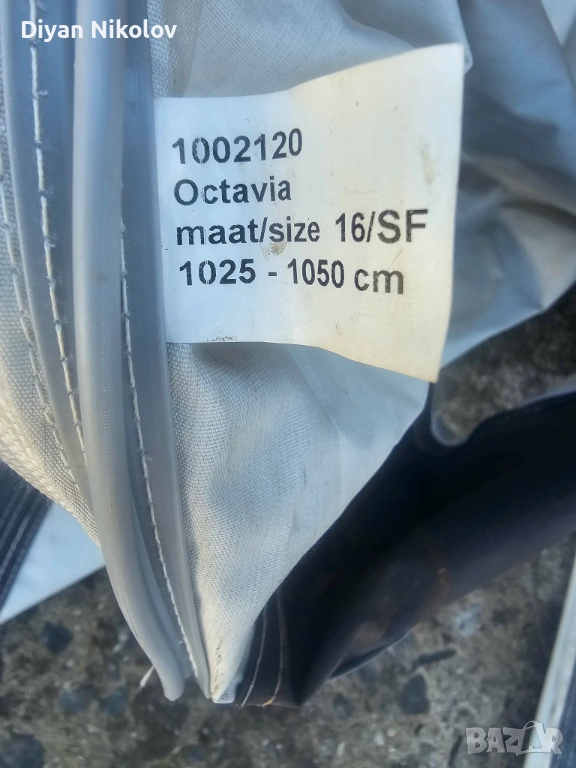 Diyan Nikolov
1002120
Octavia
maat/size 16/SF
1025 - 1050 cm
BAZAR